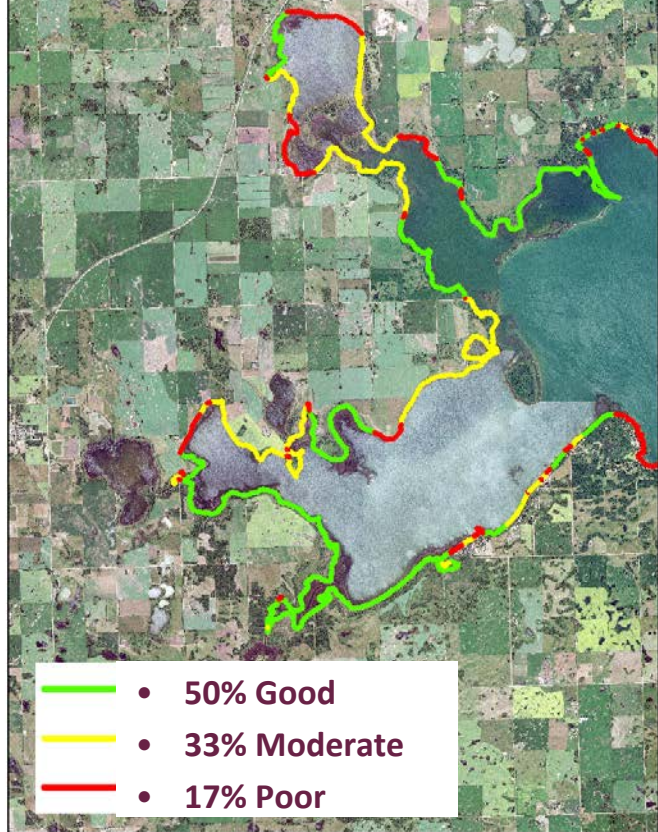 • 50% Good
• 33% Moderate
• 17% Poor